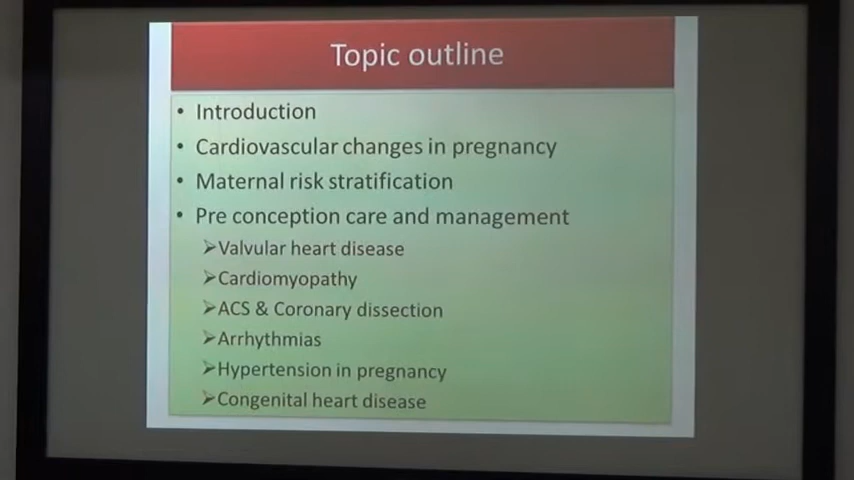 Topic outline
• Introduction
• Cardiovascular changes in pregnancy
• Maternal risk stratification
• Pre conception care and management
➢Valvular heart disease
➢Cardiomyopathy
➢ACS & Coronary dissection
➢Arrhythmias
➢Hypertension in pregnancy
➢Congenital heart disease